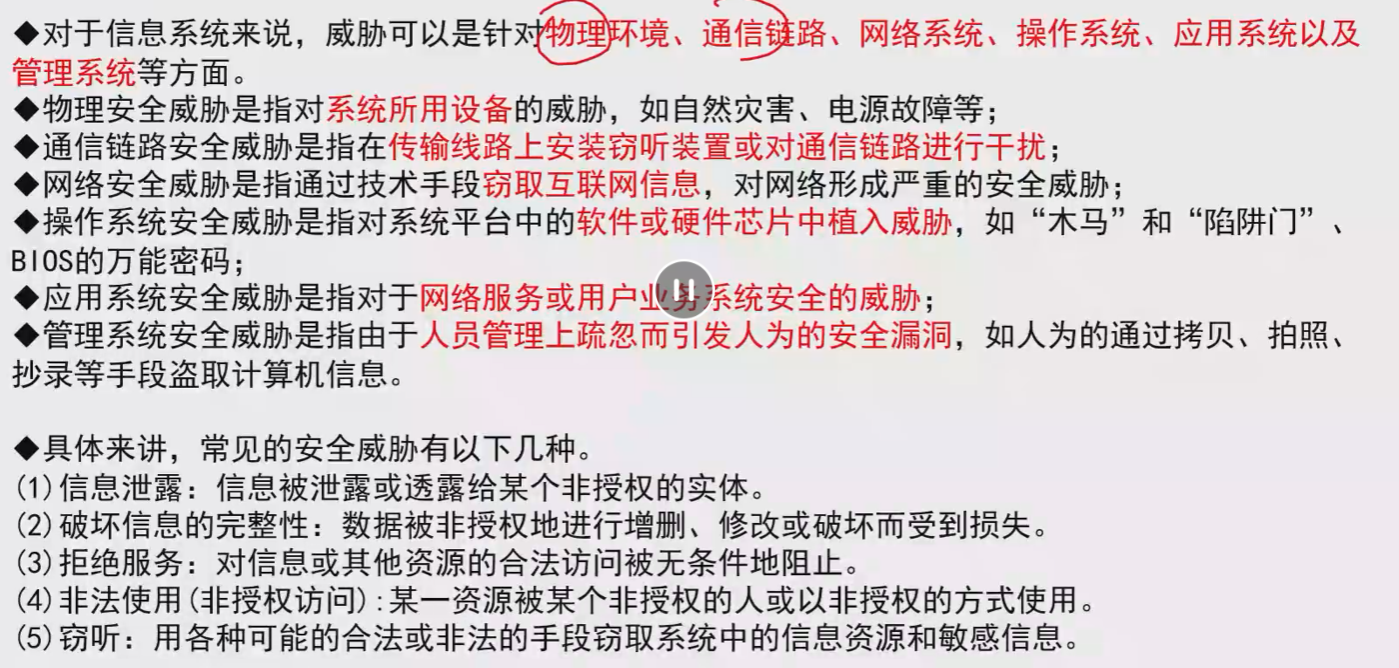 ◆对于信息系统来说，威胁可以是针对物理环境、通信链路、网络系统、操作系统、应用系统以及
管理系统等方面。
◆物理安全威胁是指对系统所用设备的威胁，如自然灾害、电源故障等；
◆通信链路安全威胁是指在传输线路上安装窃听装置或对通信链路进行干扰；
◆网络安全威胁是指通过技术手段窃取互联网信息，对网络形成严重的安全威胁；
◆操作系统安全威胁是指对系统平台中的软件或硬件芯片中植入威胁，如“木马”和“陷阱门”、
BIOS的万能密码；
◆应用系统安全威胁是指对于网络服务或用户业务系统安全的威胁；
◆管理系统安全威胁是指由于人员管理上疏忽而引发人为的安全漏洞，如人为的通过拷贝、拍照、
抄录等手段盗取计算机信息。
◆具体来讲，常见的安全威胁有以下几种。
(1)信息泄露：信息被泄露或透露给某个非授权的实体。
(2)破坏信息的完整性：数据被非授权地进行增删、修改或破坏而受到损失。
(3)拒绝服务：对信息或其他资源的合法访问被无条件地阻止。
(4)非法使用(非授权访问):某一资源被某个非授权的人或以非授权的方式使用。
(5)窃听：用各种可能的合法或非法的手段窃取系统中的信息资源和敏感信息。